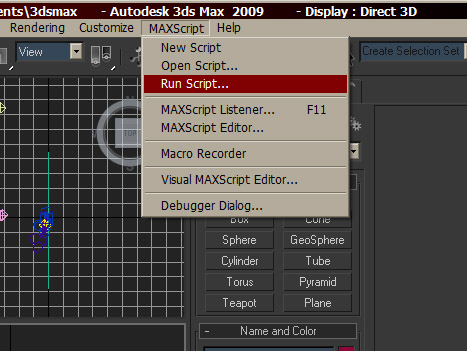 ents\3dsmax - Autodesk 3ds Max 2009 - Display : Direct 3D
Rendering Customize MAXScript Help
View
Create Selection Set
New Script
Open Script...
Run Script...
MAXScript Listener... F11
MAXScript Editor...
Macro Recorder
Visual MAXScript Editor...
Debugger Dialog...
TOP
Box Cone
Sphere GeoSphere
Cylinder Tube
Torus Pyramid
Teapot Plane
- Name and Color